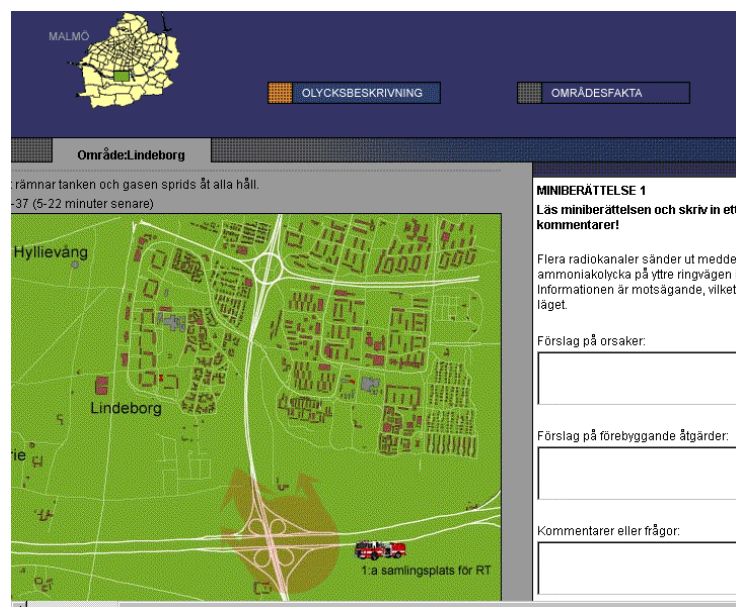 MALMÖ
OLYCKSBESKRIVNING
OMRÅDESFAKTA
Område:Lindeborg
rämnar tanken och gasen sprids åt alla håll.
-37 (5-22 minuter senare)
Hyllievång
Lindeborg
rie
1:a samlingsplats för RT
MINIBERÄTTELSE 1
Läs miniberättelsen och skriv in ett
kommentarer!
Flera radiokanaler sänder ut medde
ammoniakolycka på yttre ringvägen
Informationen är motsägande, vilket
läget.
Förslag på orsaker:
Förslag på förebyggande åtgärder:
Kommentarer eller frågor: